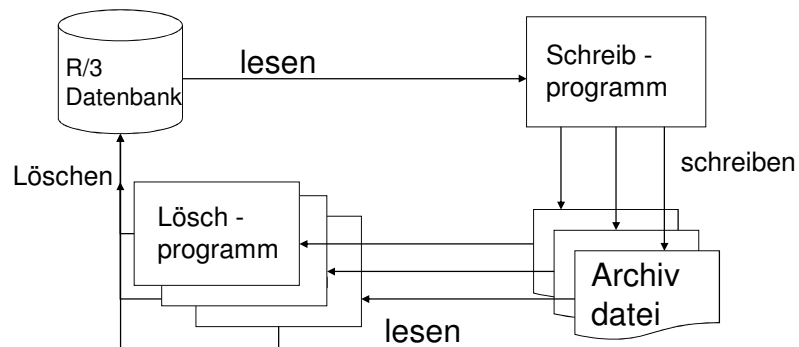 R/3
Datenbank
lesen
Schreib -
programm
schreiben
Löschen
Lösch -
programm
Archiv
datei
lesen